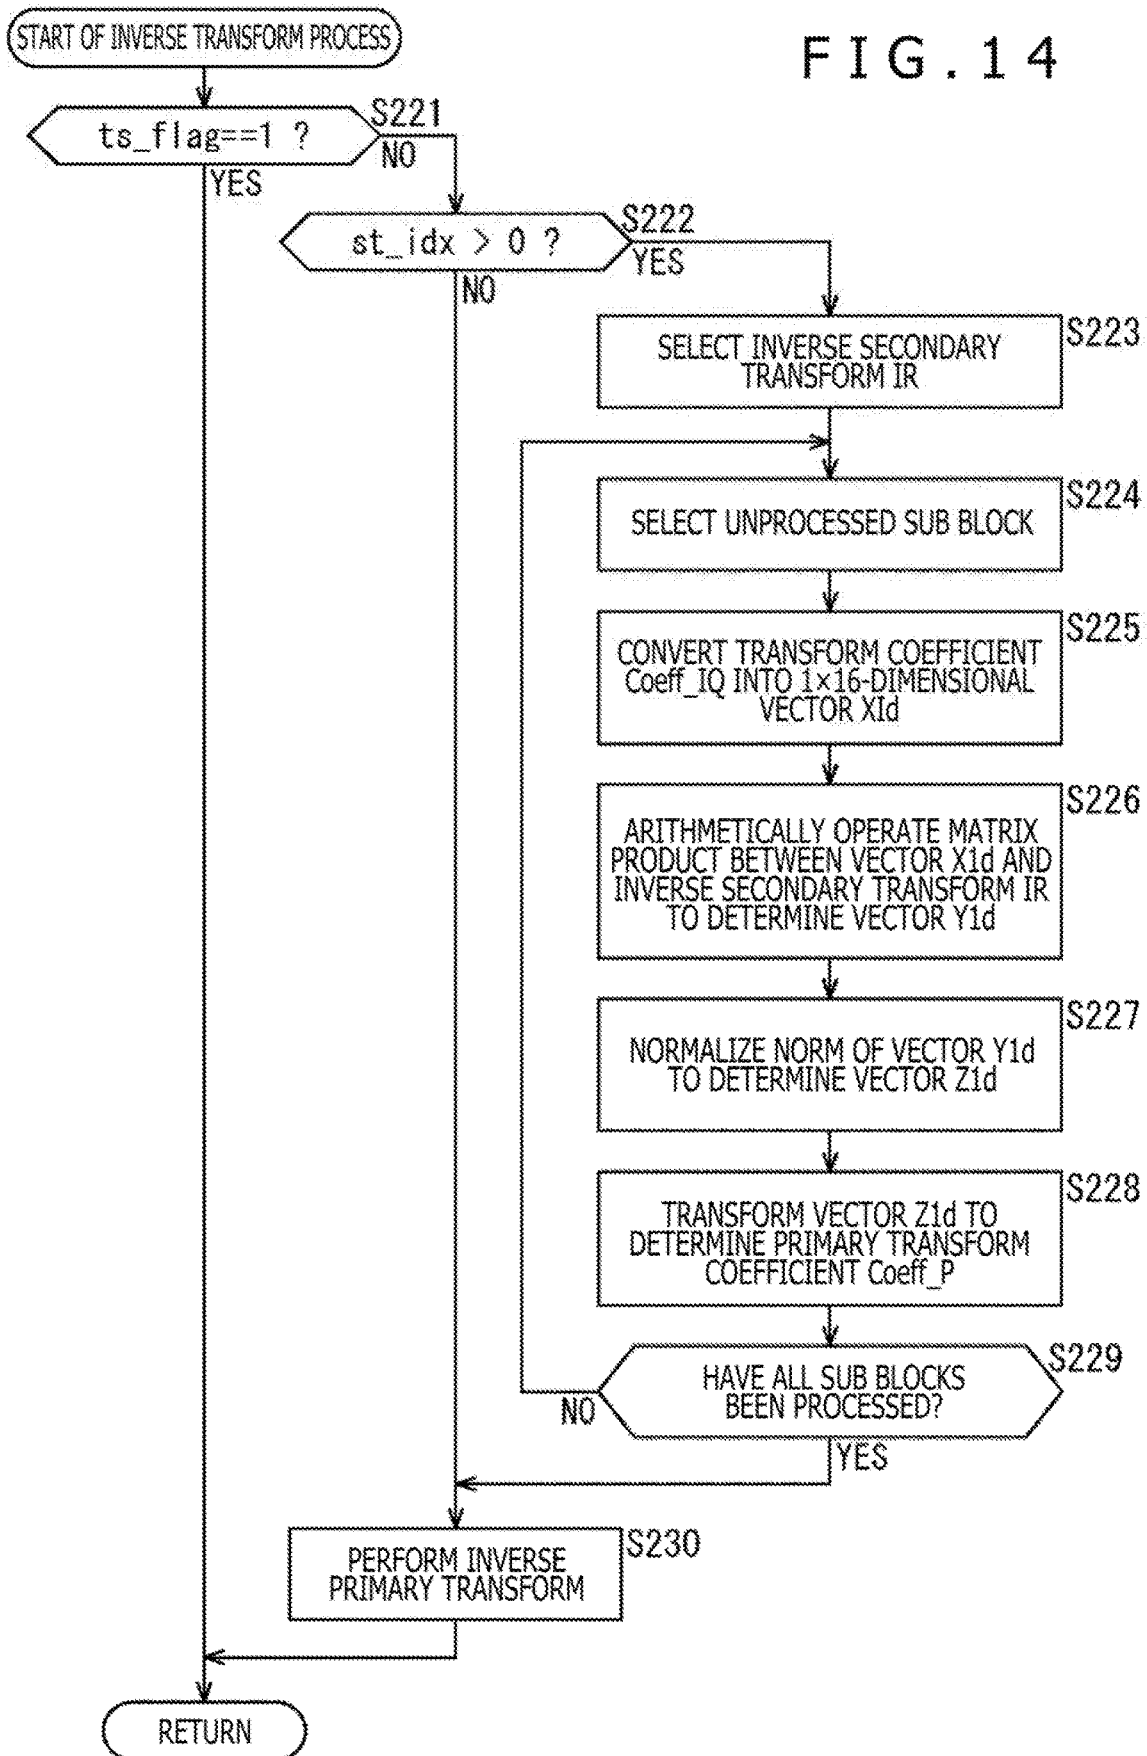 START OF INVERSE TRANSFORM PROCESS
FIG.14
ts_flag==1 ?
S221
NO
YES
st_idx > 0 ?
S222
YES
NO
SELECT INVERSE SECONDARY
TRANSFORM IR
S223
SELECT UNPROCESSED SUB BLOCK
S224
CONVERT TRANSFORM COEFFICIENT
Coeff_IQ INTO 1×16-DIMENSIONAL
VECTOR XId
S225
ARITHMETICALLY OPERATE MATRIX
PRODUCT BETWEEN VECTOR X1d AND
INVERSE SECONDARY TRANSFORM IR
TO DETERMINE VECTOR Y1d
S226
NORMALIZE NORM OF VECTOR Y1d
TO DETERMINE VECTOR Z1d
S227
TRANSFORM VECTOR Z1d TO
DETERMINE PRIMARY TRANSFORM
COEFFICIENT Coeff_P
S228
HAVE ALL SUB BLOCKS
BEEN PROCESSED?
S229
NO
YES
PERFORM INVERSE
PRIMARY TRANSFORM
S230
RETURN